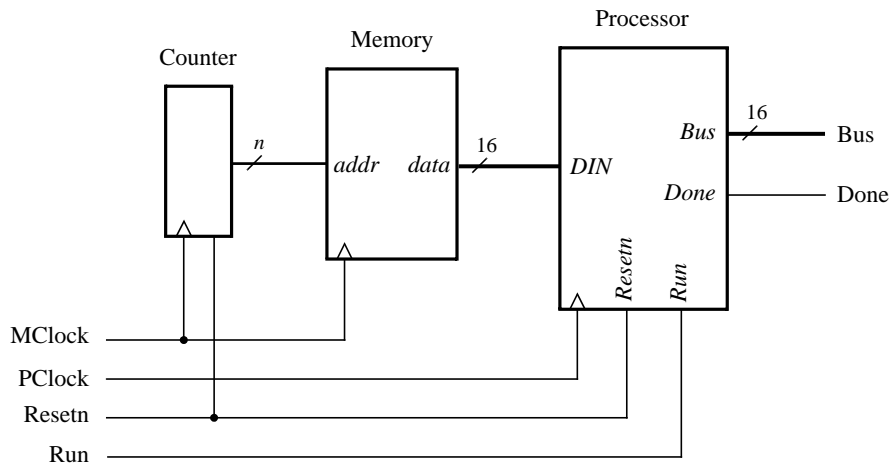 Processor
Memory
Counter
16
Bus
Bus
n
16
addr
data
DIN
Done
Done
Resetn
Run
MClock
PClock
Resetn
Run